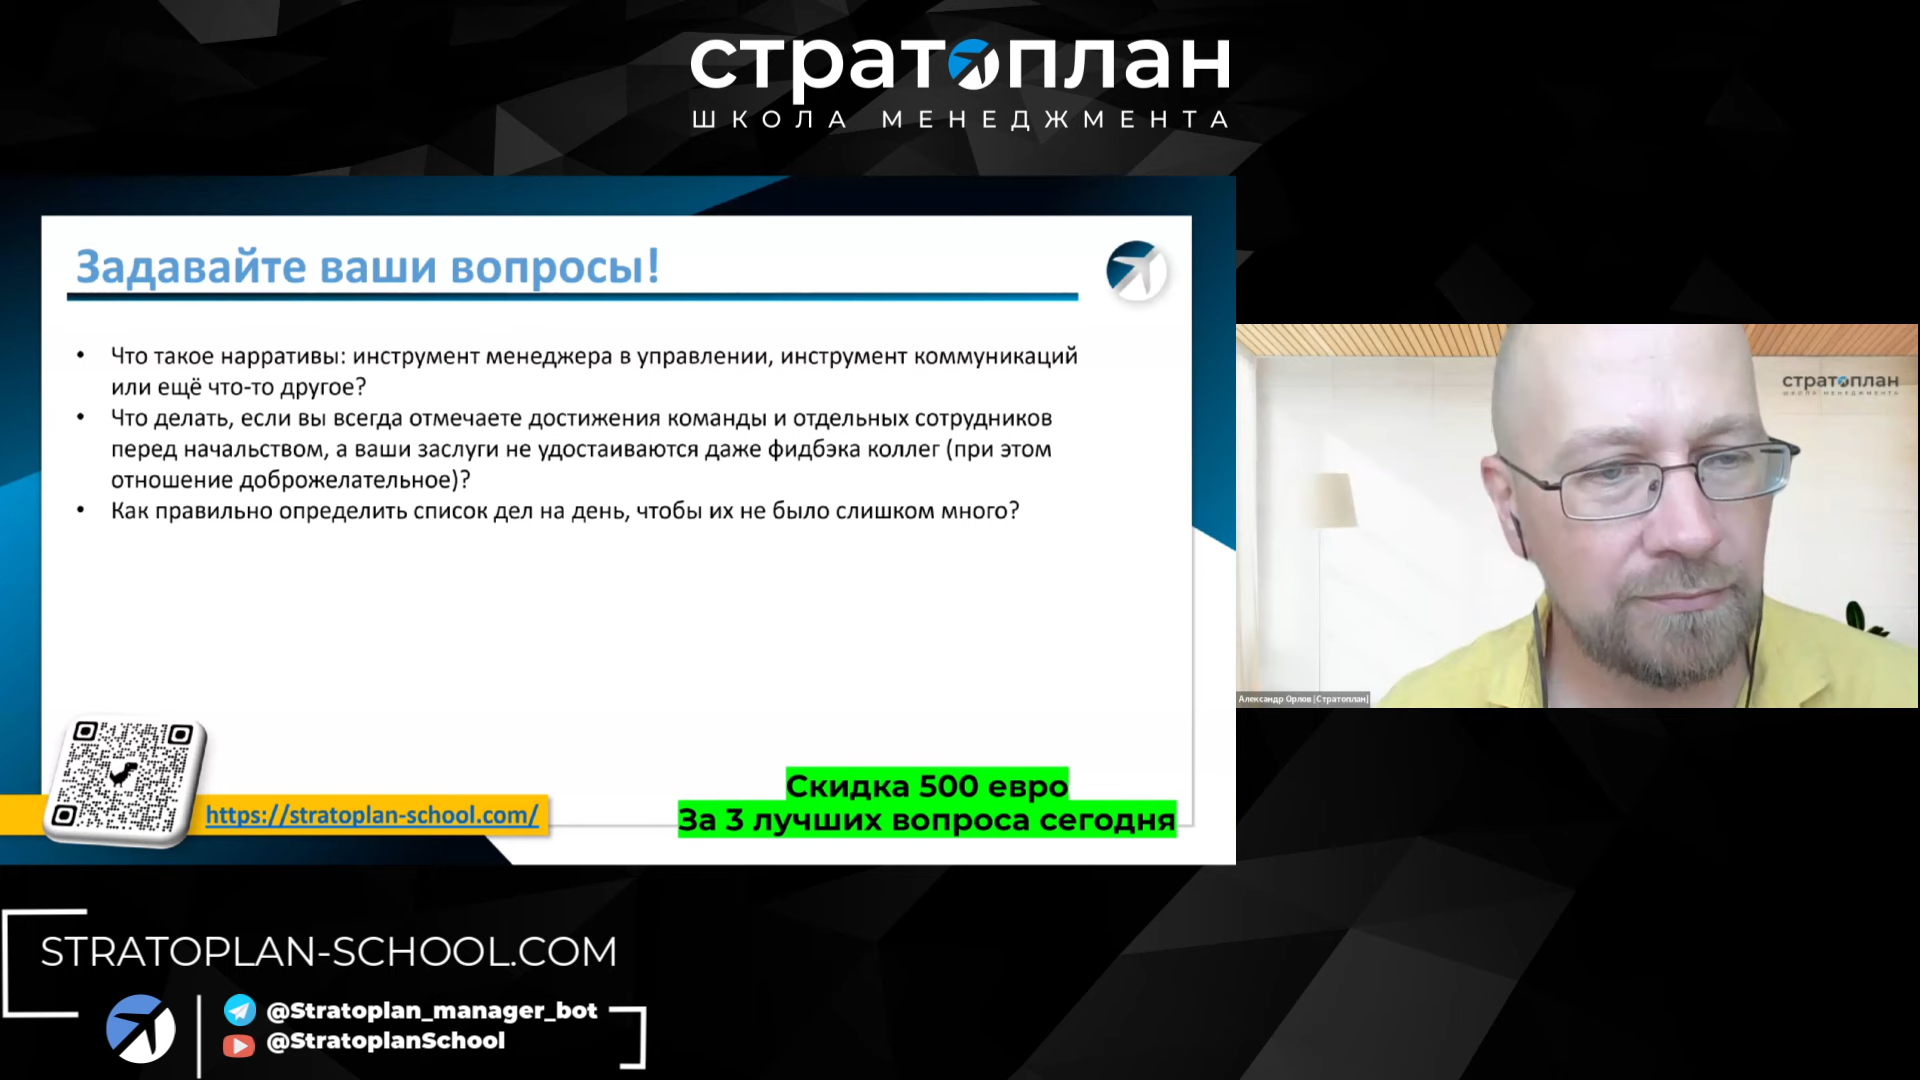 стратоплан
ШКОЛА МЕНЕДЖМЕНТА
Задавайте ваши вопросы!
• Что такое нарративы: инструмент менеджера в управлении, инструмент коммуникаций
или ещё что-то другое?
• Что делать, если вы всегда отмечаете достижения команды и отдельных сотрудников
перед начальством, а ваши заслуги не удостаиваются даже фидбэка коллег (при этом
отношение доброжелательное)?
• Как правильно определить список дел на день, чтобы их не было слишком много?
стратоплан
ШКОЛА МЕНЕДЖМЕНТА
Александр Орлов [Стратоплан]
Скидка 500 евро
За 3 лучших вопроса сегодня
https://stratoplan-school.com/
STRATOPLAN-SCHOOL.COM
@Stratoplan_manager_bot
@StratoplanSchool